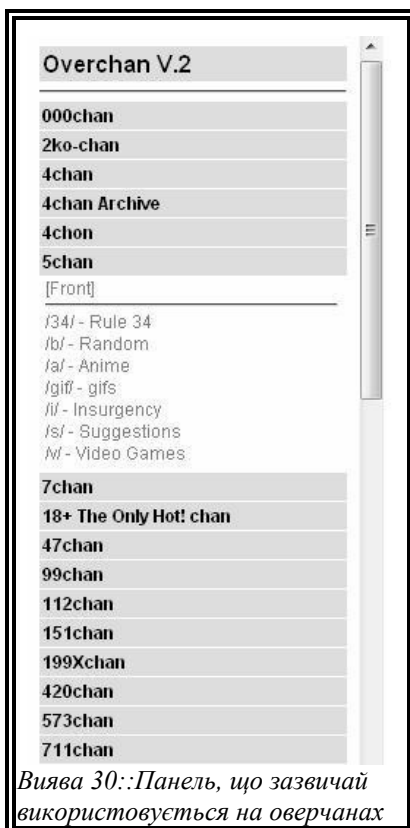 Overchan V.2
000chan
2ko-chan
4chan
4chan Archive
4chon
5chan
[Front]
/34/ - Rule 34
/b/ - Random
/a/ - Anime
/gif/ - gifs
/i/ - Insurgency
/s/ - Suggestions
/v/ - Video Games
7chan
18+ The Only Hot! chan
47chan
99chan
112chan
151chan
199Xchan
420chan
573chan
711chan
Виява 30::Панель, що зазвичай
використовується на оверчанах